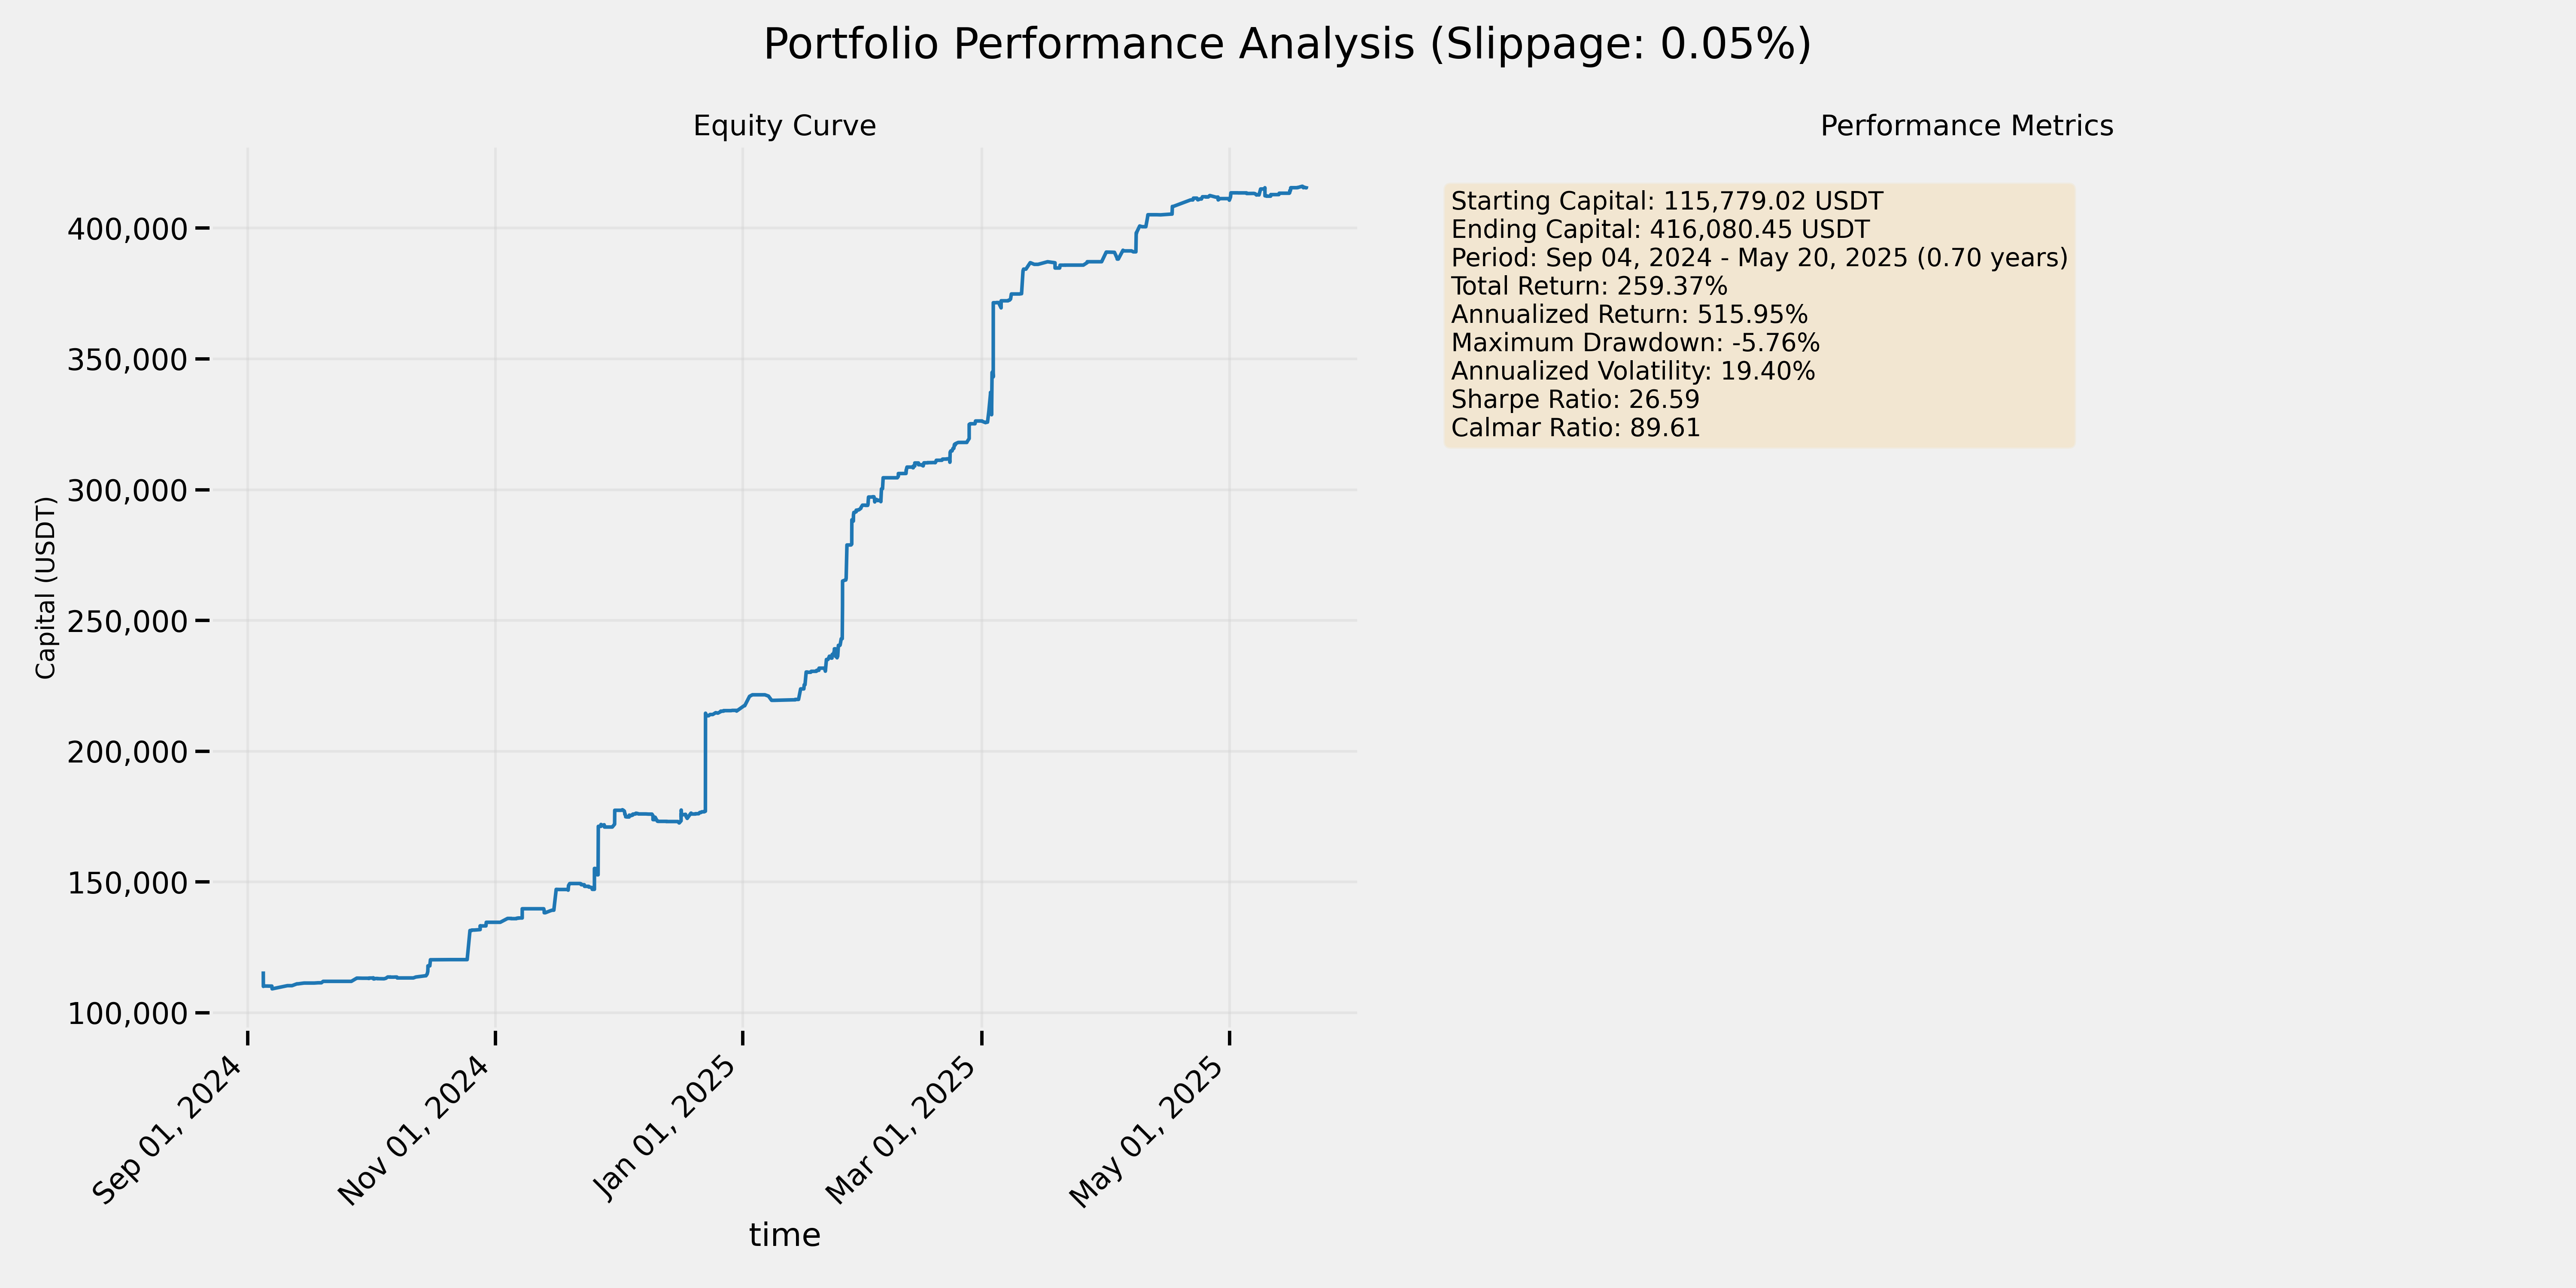 Portfolio Performance Analysis (Slippage: 0.05%)
Equity Curve
Capital (USDT)
400,000
350,000
300,000
250,000
200,000
150,000
100,000
Sep 01, 2024
Nov 01, 2024
Jan 01, 2025
Mar 01, 2025
May 01, 2025
time
Performance Metrics
Starting Capital: 115,779.02 USDT
Ending Capital: 416,080.45 USDT
Period: Sep 04, 2024 - May 20, 2025 (0.70 years)
Total Return: 259.37%
Annualized Return: 515.95%
Maximum Drawdown: -5.76%
Annualized Volatility: 19.40%
Sharpe Ratio: 26.59
Calmar Ratio: 89.61